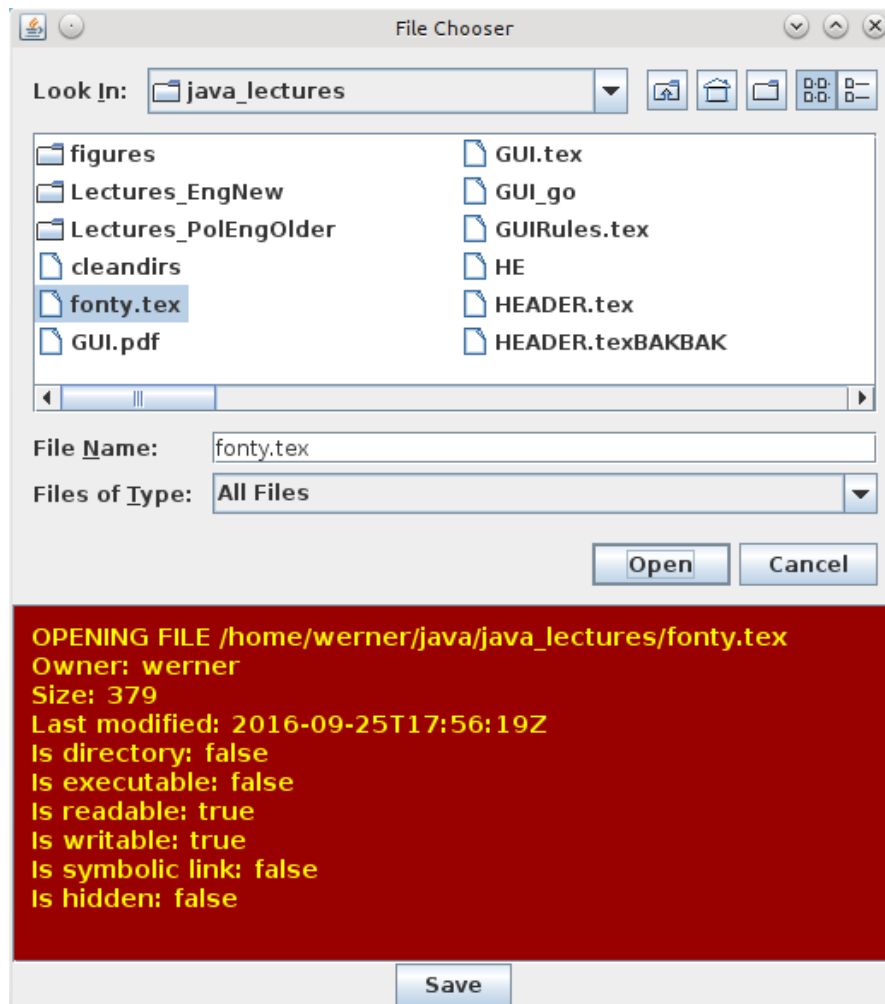 File Chooser
Look In: java_lectures
figures GUI.tex
Lectures_EngNew GUI_go
Lectures_PolEngOlder GUIRules.tex
cleandirs HE
fonty.tex HEADER.tex
GUI.pdf HEADER.texBAKBAK
File Name: fonty.tex
Files of Type: All Files
Open Cancel
OPENING FILE /home/werner/java/java_lectures/fonty.tex
Owner: werner
Size: 379
Last modified: 2016-09-25T17:56:19Z
Is directory: false
Is executable: false
Is readable: true
Is writable: true
Is symbolic link: false
Is hidden: false
Save